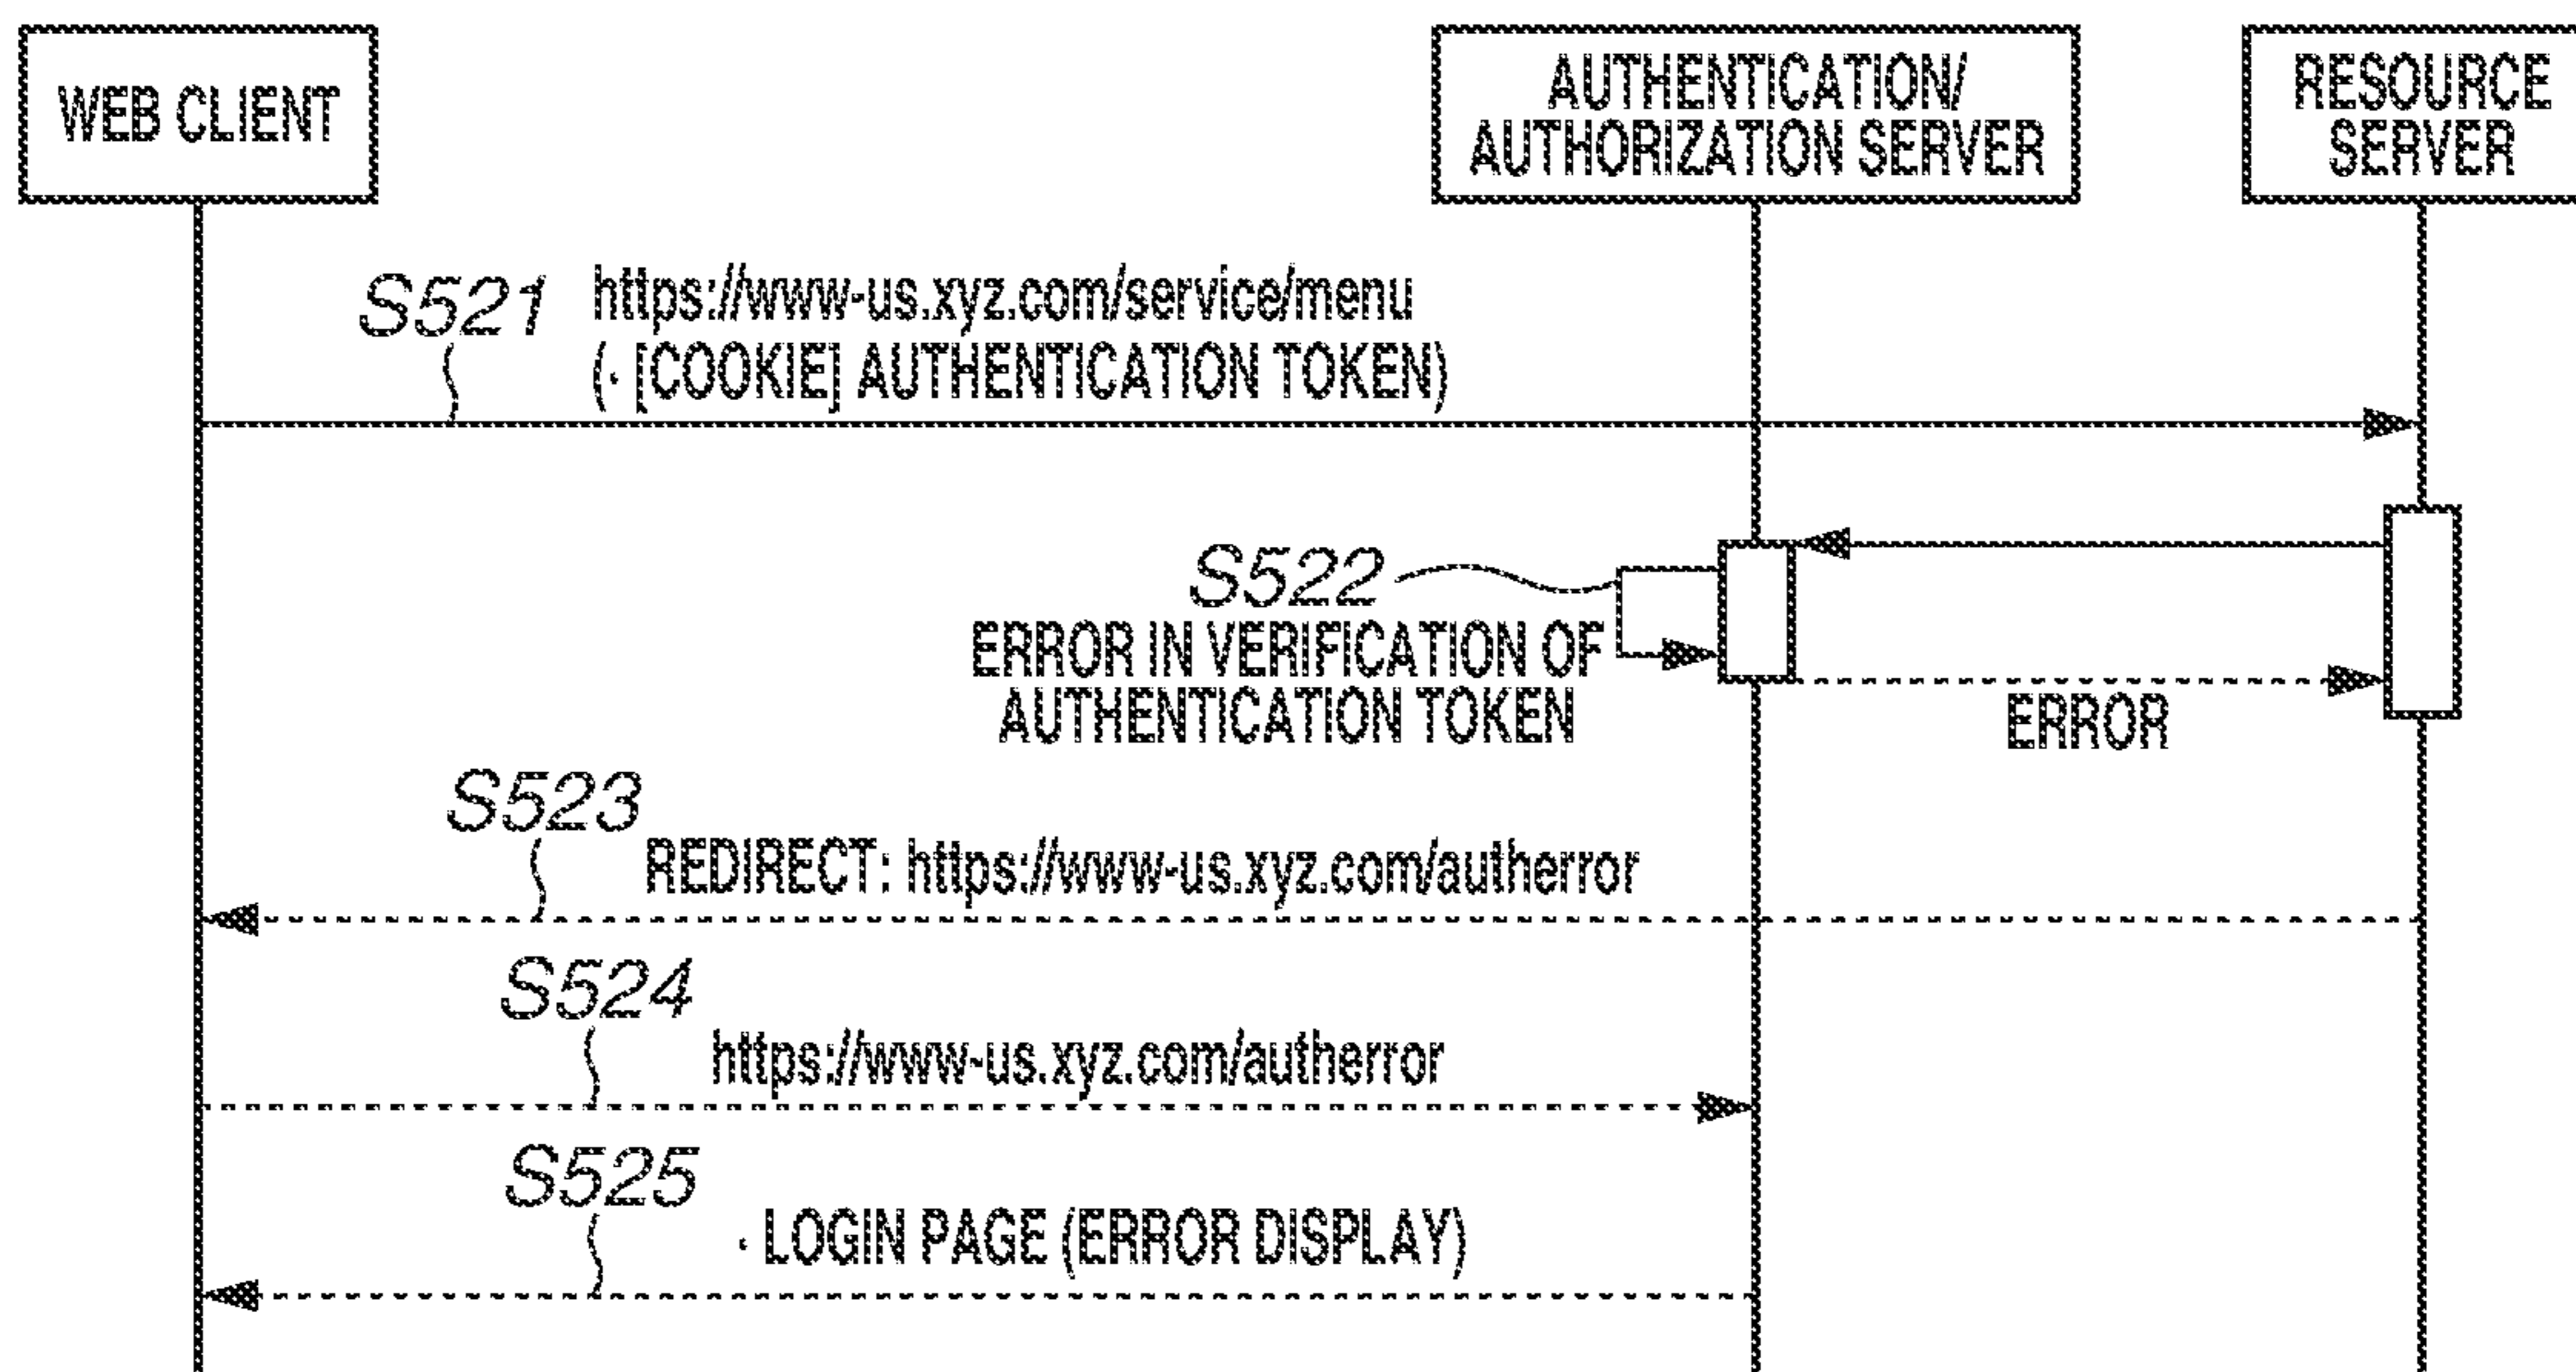 WEB CLIENT
AUTHENTICATION/
AUTHORIZATION SERVER
RESOURCE
SERVER
S521
https://www-us.xyz.com/service/menu
(· [COOKIE] AUTHENTICATION TOKEN)
S522
ERROR IN VERIFICATION OF
AUTHENTICATION TOKEN
ERROR
S523
REDIRECT: https://www-us.xyz.com/autherror
S524
https://www-us.xyz.com/autherror
S525
· LOGIN PAGE (ERROR DISPLAY)